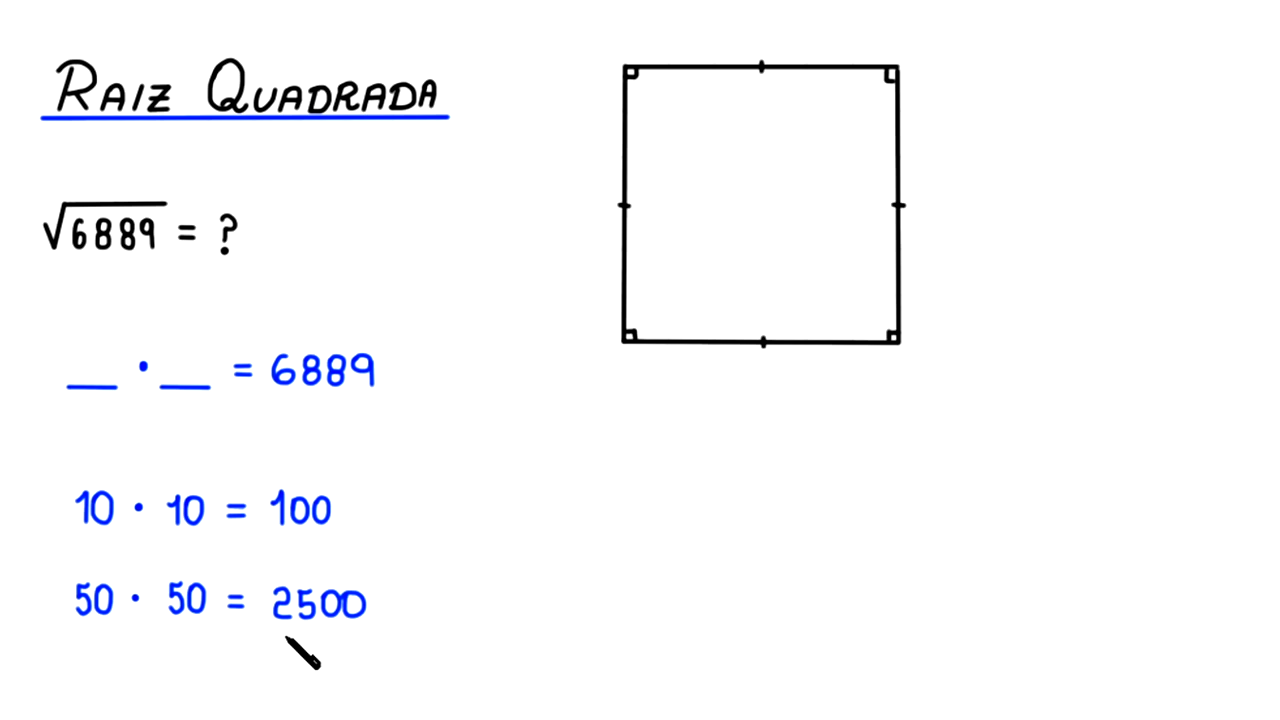 RAIZ QUADRADA
√6889 = ?
__ · __ = 6889
10 · 10 = 100
50 · 50 = 2500